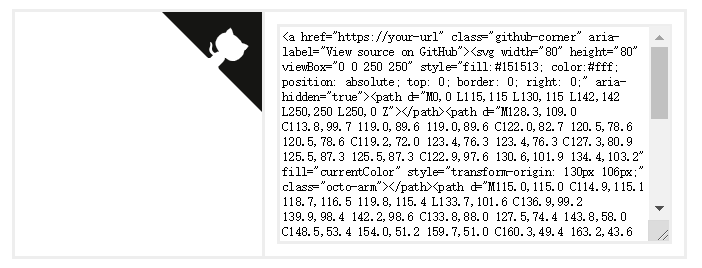 <a href="https://your-url" class="github-corner" aria-
label="View source on GitHub"><svg width="80" height="80"
viewBox="0 0 250 250" style="fill:#151513; color:#fff;
position: absolute; top: 0; border: 0; right: 0;" aria-
hidden="true"><path d="M0,0 L115,115 L130,115 L142,142
L250,250 L250,0 Z"></path><path d="M128.3,109.0
C113.8,99.7 119.0,89.6 119.0,89.6 C122.0,82.7 120.5,78.6
120.5,78.6 C119.2,72.0 123.4,76.3 123.4,76.3 C127.3,80.9
125.5,87.3 125.5,87.3 C122.9,97.6 130.6,101.9 134.4,103.2"
fill="currentColor" style="transform-origin: 130px 106px;"
class="octo-arm"></path><path d="M115.0,115.0 C114.9,115.1
118.7,116.5 119.8,115.4 L133.7,101.6 C136.9,99.2
139.9,98.4 142.2,98.6 C133.8,88.0 127.5,74.4 143.8,58.0
C148.5,53.4 154.0,51.2 159.7,51.0 C160.3,49.4 163.2,43.6